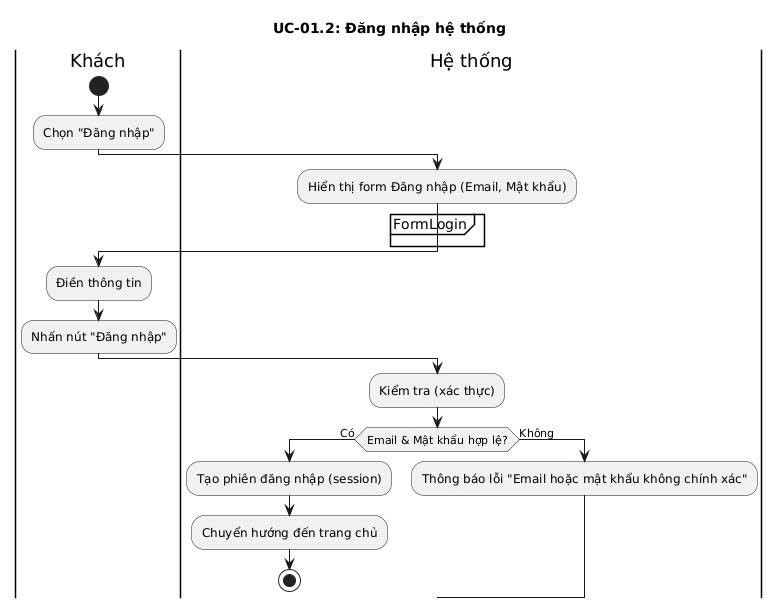 UC-01.2: Đăng nhập hệ thống
Khách
Hệ thống
Chọn "Đăng nhập"
Hiển thị form Đăng nhập (Email, Mật khẩu)
FormLogin
Điền thông tin
Nhấn nút "Đăng nhập"
Kiểm tra (xác thực)
Email & Mật khẩu hợp lệ?
Có
Không
Tạo phiên đăng nhập (session)
Thông báo lỗi "Email hoặc mật khẩu không chính xác"
Chuyển hướng đến trang chủ